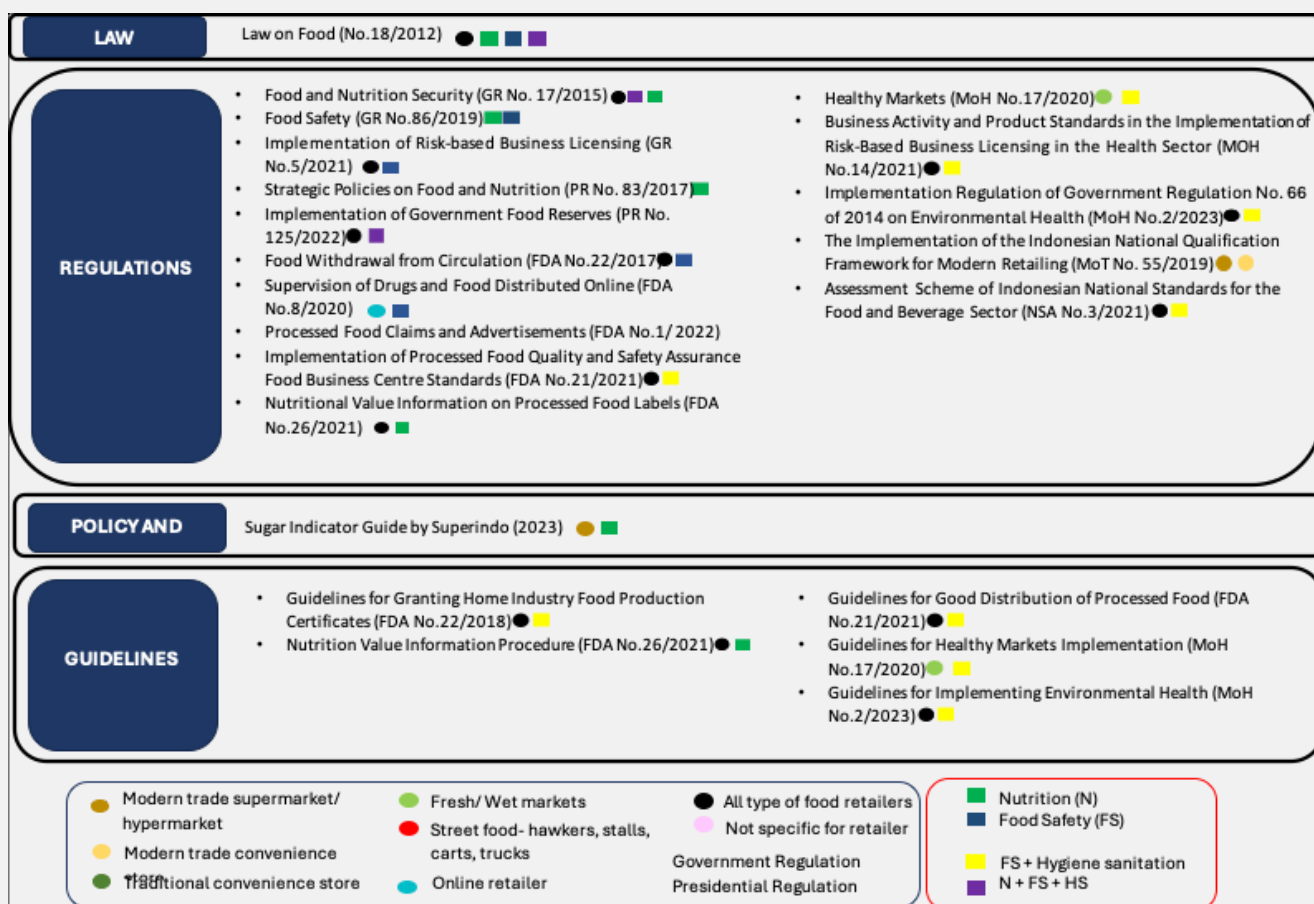 LAW
Law on Food (No.18/2012)
REGULATIONS
• Food and Nutrition Security (GR No. 17/2015)
• Food Safety (GR No.86/2019)
• Implementation of Risk-based Business Licensing (GR
No.5/2021)
• Strategic Policies on Food and Nutrition (PR No. 83/2017)
• Implementation of Government Food Reserves (PR No.
125/2022)
• Food Withdrawal from Circulation (FDA No.22/2017)
• Supervision of Drugs and Food Distributed Online (FDA
No.8/2020)
• Processed Food Claims and Advertisements (FDA No.1/ 2022)
• Implementation of Processed Food Quality and Safety Assurance
Food Business Centre Standards (FDA No.21/2021)
• Nutritional Value Information on Processed Food Labels (FDA
No.26/2021)
• Healthy Markets (MoH No.17/2020)
• Business Activity and Product Standards in the Implementation of
Risk-Based Business Licensing in the Health Sector (MOH
No.14/2021)
• Implementation Regulation of Government Regulation No. 66
of 2014 on Environmental Health (MoH No.2/2023)
• The Implementation of the Indonesian National Qualification
Framework for Modern Retailing (MoT No. 55/2019)
• Assessment Scheme of Indonesian National Standards for the
Food and Beverage Sector (NSA No.3/2021)
POLICY AND
Sugar Indicator Guide by Superindo (2023)
GUIDELINES
• Guidelines for Granting Home Industry Food Production
Certificates (FDA No.22/2018)
• Nutrition Value Information Procedure (FDA No.26/2021)
• Guidelines for Good Distribution of Processed Food (FDA
No.21/2021)
• Guidelines for Healthy Markets Implementation (MoH
No.17/2020)
• Guidelines for Implementing Environmental Health (MoH
No.2/2023)
Modern trade supermarket/
hypermarket
Modern trade convenience
store
Traditional convenience store
Fresh/ Wet markets
Street food- hawkers, stalls,
carts, trucks
Online retailer
All type of food retailers
Not specific for retailer
Government Regulation
Presidential Regulation
Nutrition (N)
Food Safety (FS)
FS + Hygiene sanitation
N + FS + HS